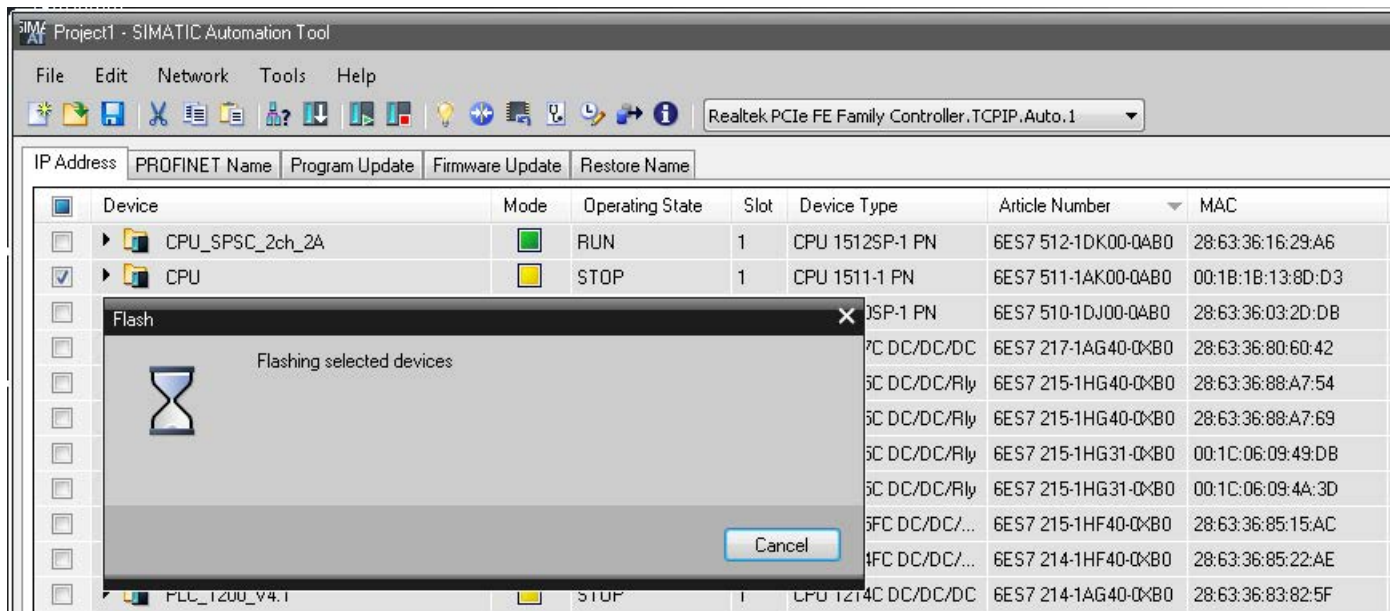 Project1 - SIMATIC Automation Tool
File Edit Network Tools Help
Realtek PCIe FE Family Controller.TCPIP.Auto.1
IP Address PROFINET Name Program Update Firmware Update Restore Name
Device Mode Operating State Slot Device Type Article Number MAC
CPU_SPSC_2ch_2A RUN 1 CPU 1512SP-1 PN 6ES7 512-1DK00-0AB0 28:63:36:16:29:A6
CPU STOP 1 CPU 1511-1 PN 6ES7 511-1AK00-0AB0 00:1B:1B:13:8D:D3
Flash 0SP-1 PN 6ES7 510-1DJ00-0AB0 28:63:36:03:2D:DB
Flashing selected devices 7C DC/DC/DC 6ES7 217-1AG40-0XB0 28:63:36:80:60:42
5C DC/DC/Rly 6ES7 215-1HG40-0XB0 28:63:36:88:A7:54
5C DC/DC/Rly 6ES7 215-1HG40-0XB0 28:63:36:88:A7:69
5C DC/DC/Rly 6ES7 215-1HG31-0XB0 00:1C:06:09:49:DB
5C DC/DC/Rly 6ES7 215-1HG31-0XB0 00:1C:06:09:4A:3D
5FC DC/DC/... 6ES7 215-1HF40-0XB0 28:63:36:85:15:AC
Cancel 4FC DC/DC/... 6ES7 214-1HF40-0XB0 28:63:36:85:22:AE
PLC_1200_V4.1 STOP 1 CPU 1214C DC/DC/DC 6ES7 214-1AG40-0XB0 28:63:36:83:82:5F